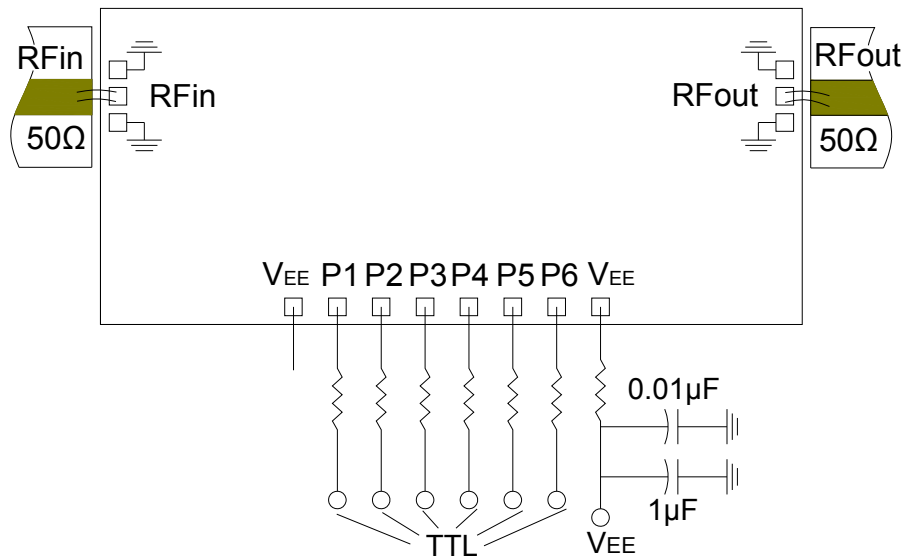 RFin
RFout
RFin
RFout
50Ω
50Ω
VEE P1 P2 P3 P4 P5 P6 VEE
0.01µF
1µF
TTL
VEE